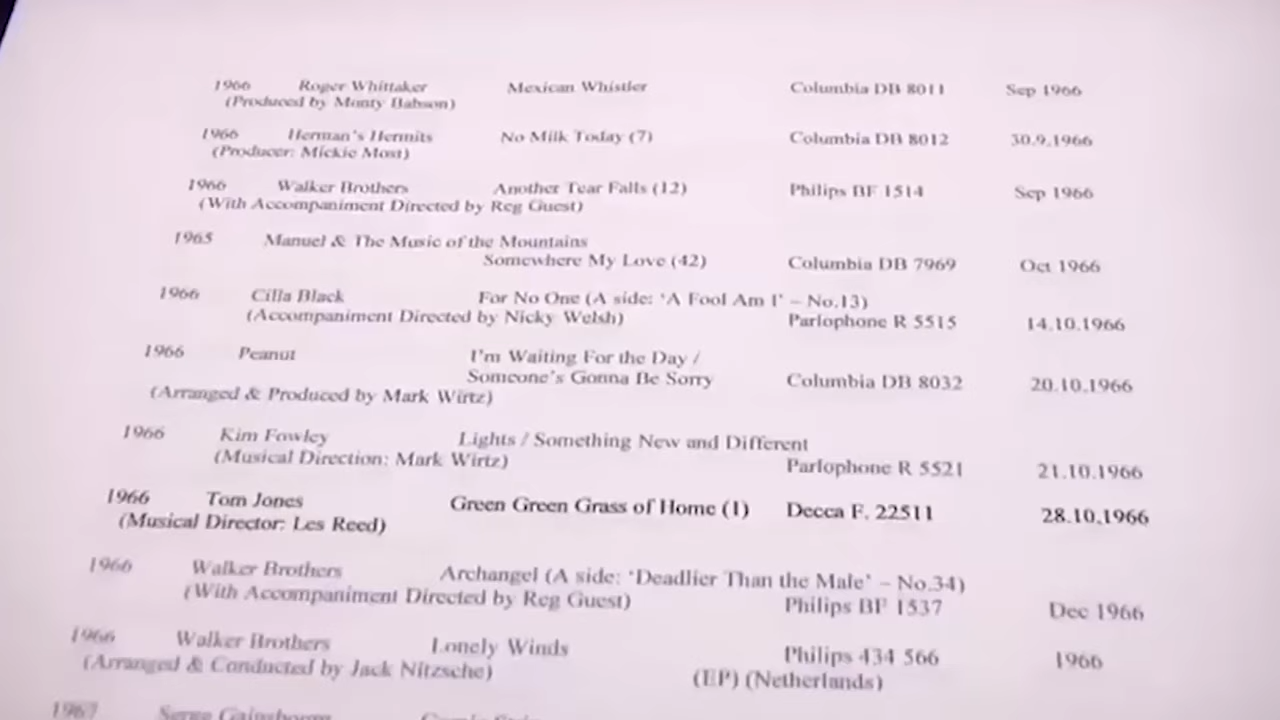 1966 Roger Whittaker Mexican Whistler Columbia DB 8011 Sep 1966
(Produced by Monty Babson)
1966 Herman's Hermits No Milk Today (7) Columbia DB 8012 30.9.1966
(Producer: Mickie Most)
1966 Walker Brothers Another Tear Falls (12) Philips BF 1514 Sep 1966
(With Accompaniment Directed by Reg Guest)
1965 Manuel & The Music of the Mountains
Somewhere My Love (42) Columbia DB 7969 Oct 1966
1966 Cilla Black For No One (A side: 'A Fool Am I' – No.13)
(Accompaniment Directed by Nicky Welsh) Parlophone R 5515 14.10.1966
1966 Peanut I'm Waiting For the Day /
Someone's Gonna Be Sorry Columbia DB 8032 20.10.1966
(Arranged & Produced by Mark Wirtz)
1966 Kim Fowley Lights / Something New and Different
(Musical Direction: Mark Wirtz) Parlophone R 5521 21.10.1966
1966 Tom Jones Green Green Grass of Home (1) Decca F. 22511 28.10.1966
(Musical Director: Les Reed)
1966 Walker Brothers Archangel (A side: 'Deadlier Than the Male' – No.34)
(With Accompaniment Directed by Reg Guest) Philips BF 1537 Dec 1966
1966 Walker Brothers Lonely Winds Philips 434 566 1966
(Arranged & Conducted by Jack Nitzsche) (EP) (Netherlands)
1967 Serge Gainsbourg